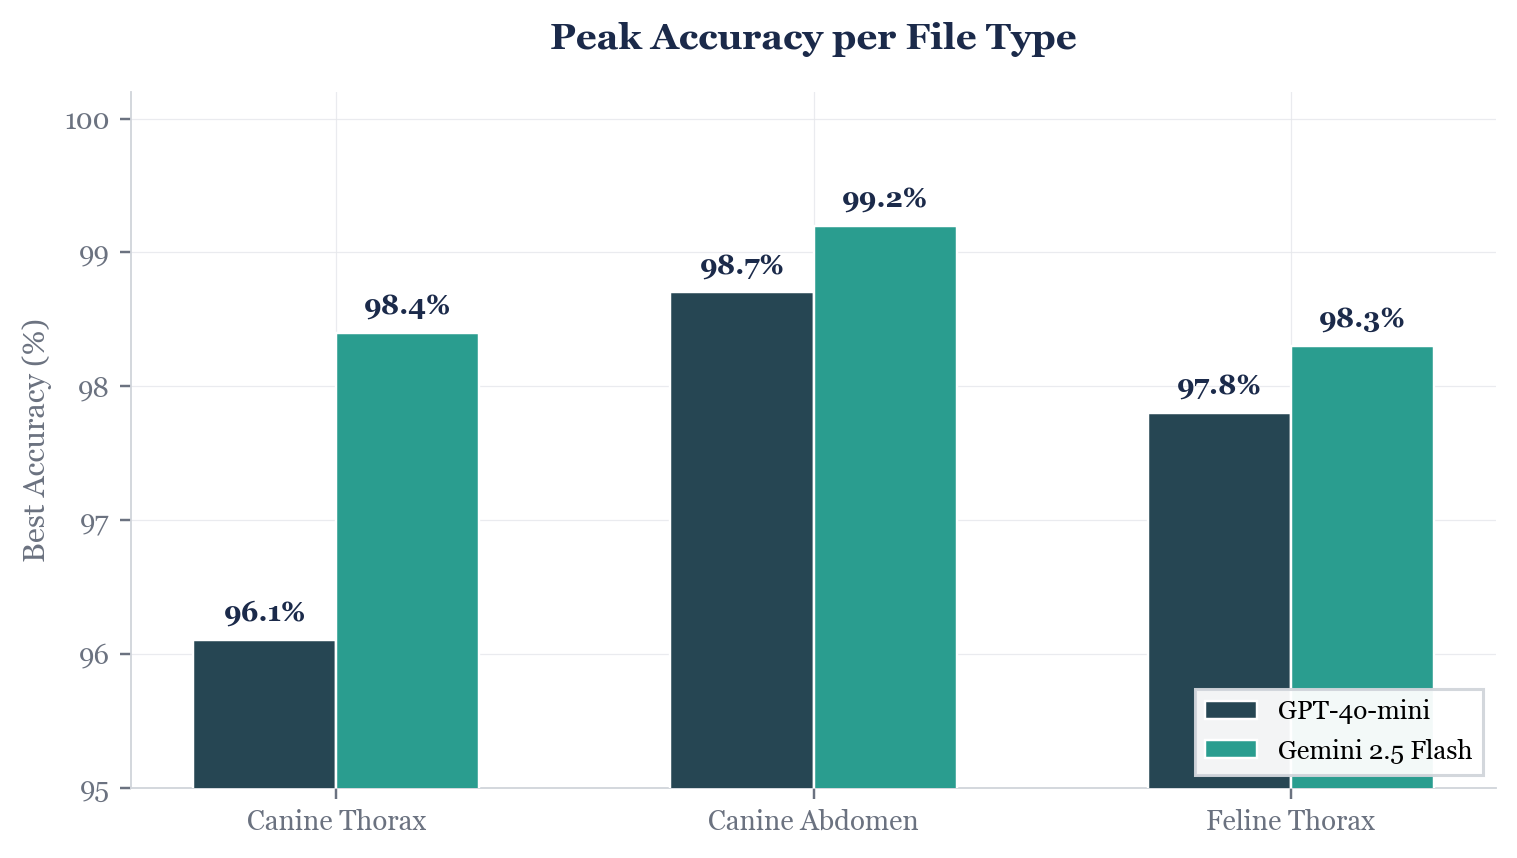 Peak Accuracy per File Type
Best Accuracy (%)
100
99
98
97
96
95
96.1%
98.4%
98.7%
99.2%
97.8%
98.3%
Canine Thorax
Canine Abdomen
Feline Thorax
GPT-4o-mini
Gemini 2.5 Flash